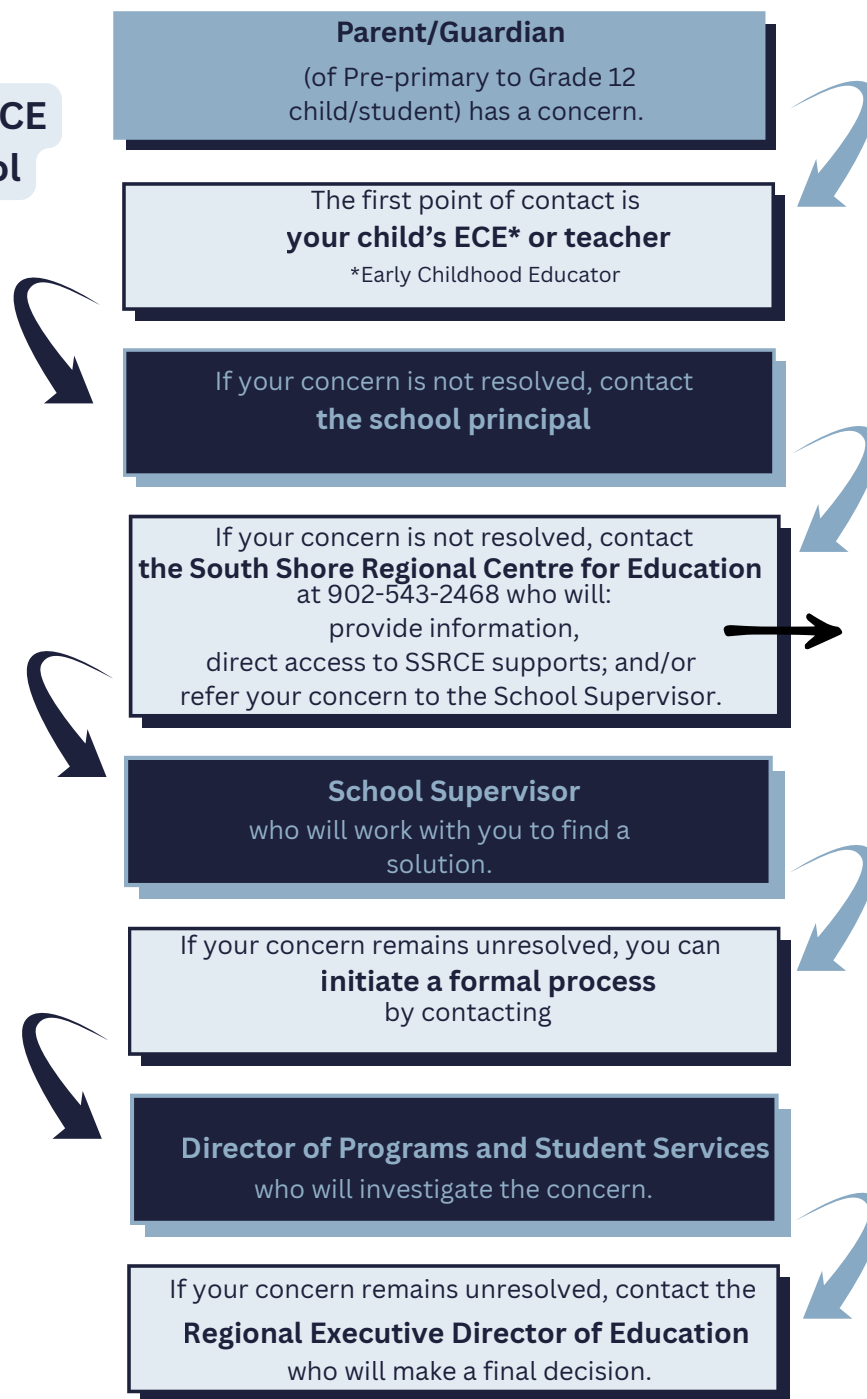 Parent/Guardian
(of Pre-primary to Grade 12
child/student) has a concern.
CE
ol
The first point of contact is
your child’s ECE* or teacher
*Early Childhood Educator
If your concern is not resolved, contact
the school principal
If your concern is not resolved, contact
the South Shore Regional Centre for Education
at 902-543-2468 who will:
provide information,
direct access to SSRCE supports; and/or
refer your concern to the School Supervisor.
School Supervisor
who will work with you to find a
solution.
If your concern remains unresolved, you can
initiate a formal process
by contacting
Director of Programs and Student Services
who will investigate the concern.
If your concern remains unresolved, contact the
Regional Executive Director of Education
who will make a final decision.